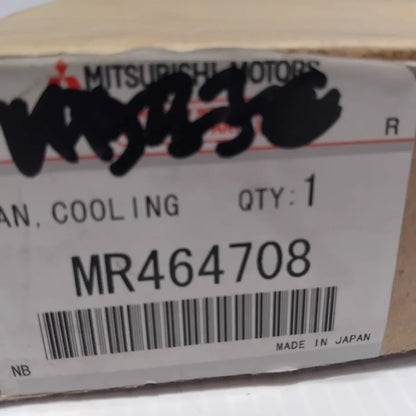 MITSUBISHI MOTORS
R
AN, COOLING QTY: 1
MR464708
NB MADE IN JAPAN